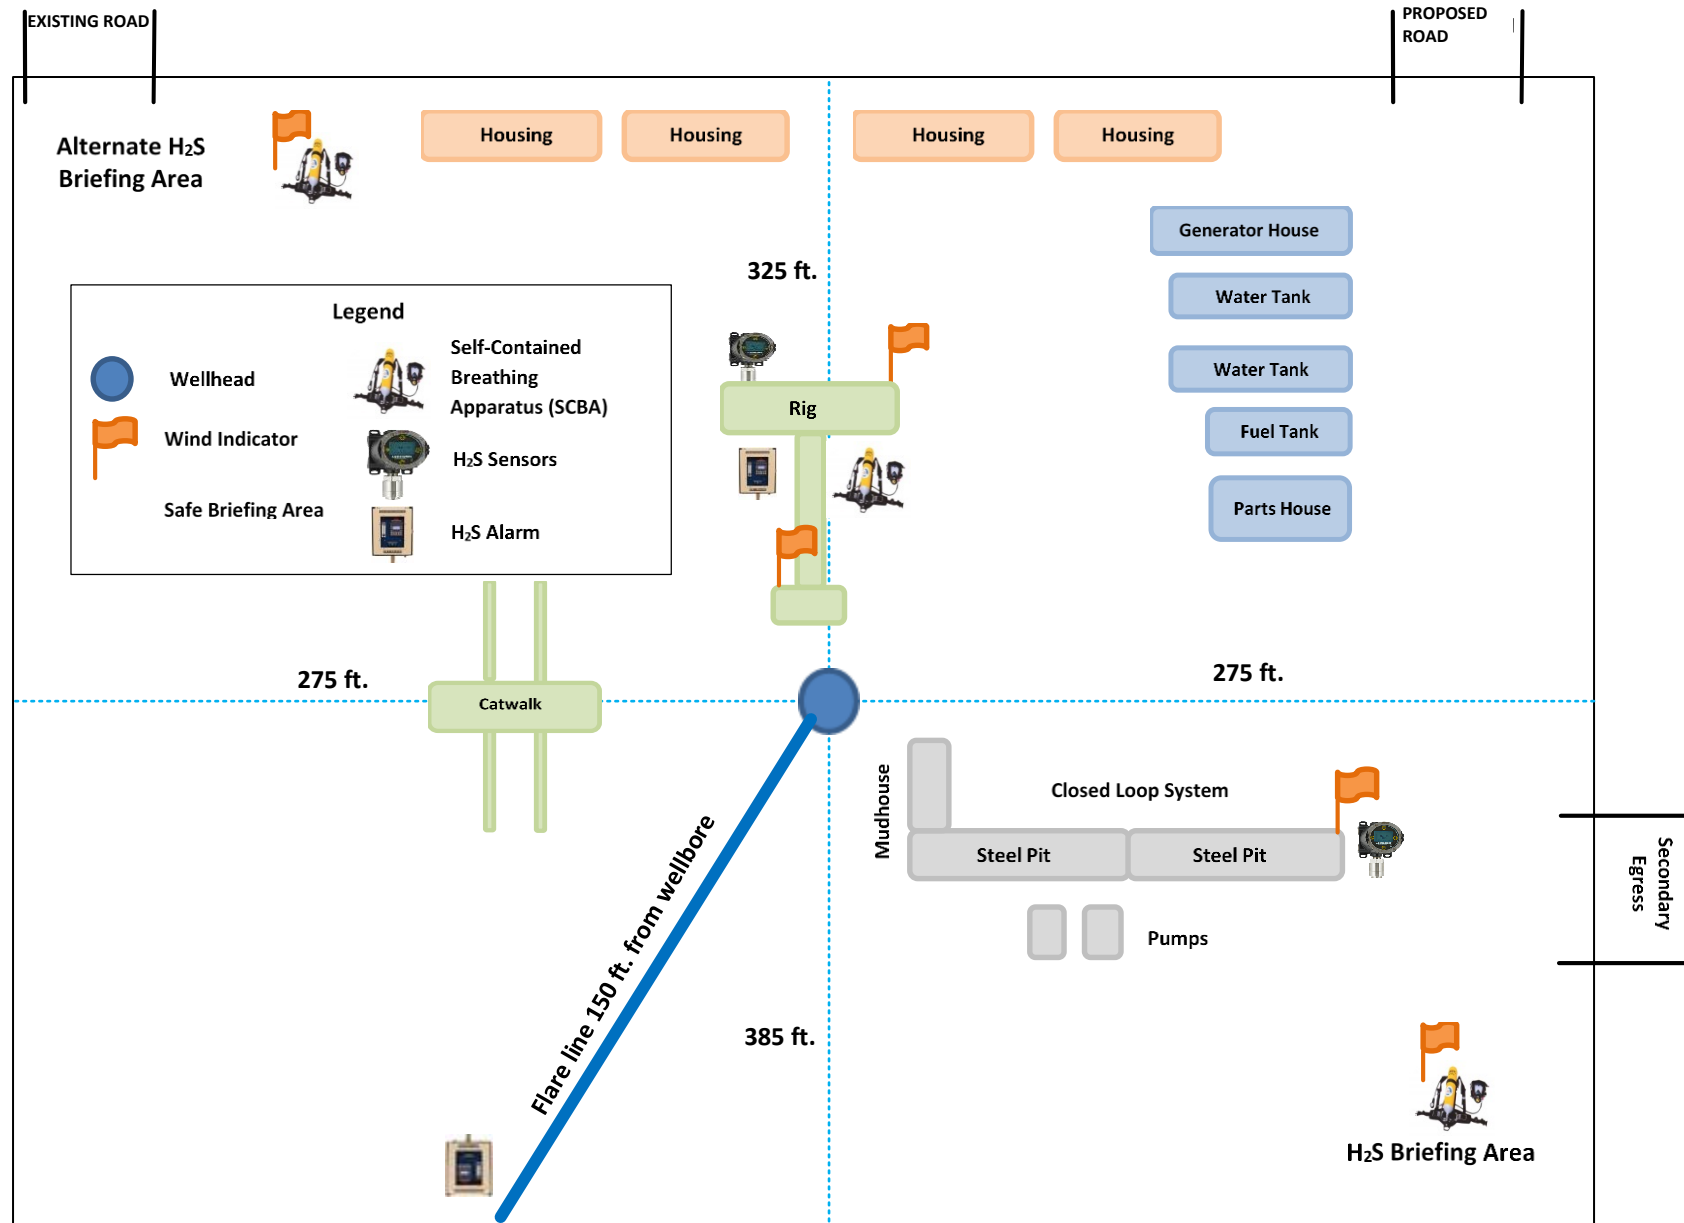 EXISTING ROAD
PROPOSED
ROAD
Alternate H2S
Briefing Area
Housing
Housing
Housing
Housing
Generator House
325 ft.
Water Tank
Legend
Wellhead
Self-Contained
Breathing
Apparatus (SCBA)
Wind Indicator
H2S Sensors
Safe Briefing Area
H2S Alarm
Water Tank
Rig
Fuel Tank
Parts House
275 ft.
275 ft.
Catwalk
Mudhouse
Closed Loop System
Steel Pit
Steel Pit
Secondary
Egress
Pumps
Flare line 150 ft. from wellbore
385 ft.
H2S Briefing Area